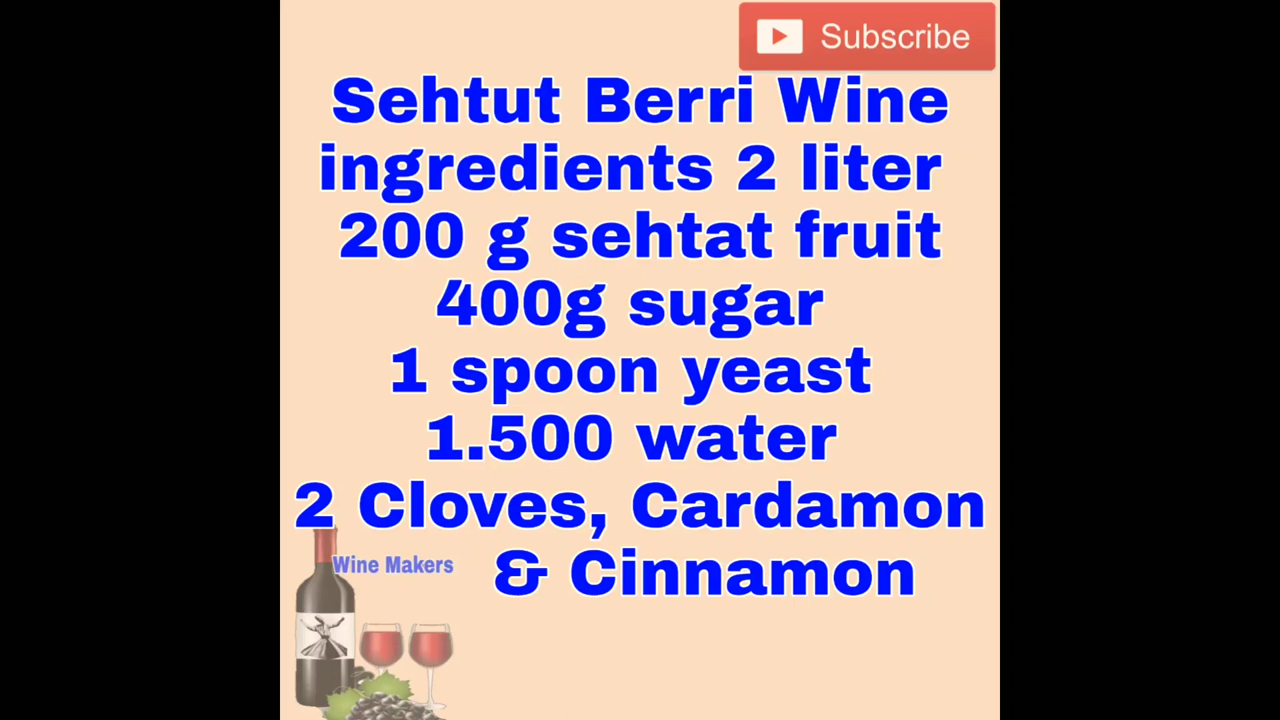 Subscribe
Sehtut Berri Wine
ingredients 2 liter
200 g sehtat fruit
400g sugar
1 spoon yeast
1.500 water
2 Cloves, Cardamon
& Cinnamon
Wine Makers